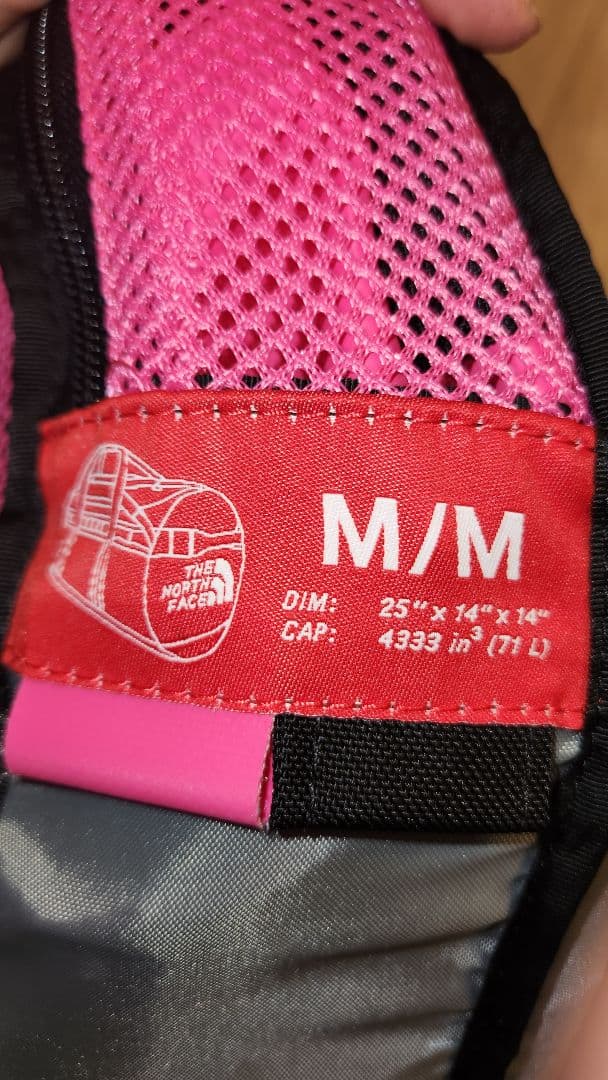 THE
NORTH
FACE
M/M
DIM: 25" x 14" x 14"
CAP: 4333 in³ (71 L)